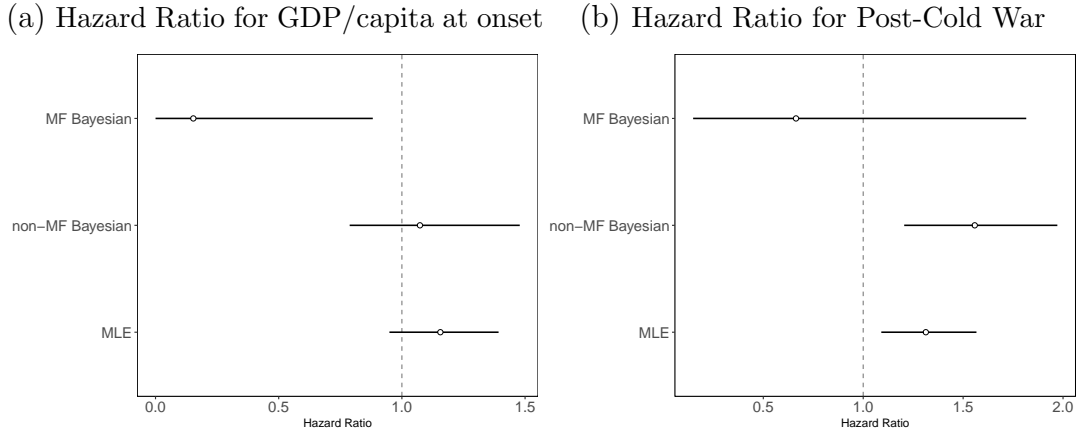 (a) Hazard Ratio for GDP/capita at onset
MF Bayesian
non−MF Bayesian
MLE
0.0 0.5 1.0 1.5
Hazard Ratio
(b) Hazard Ratio for Post-Cold War
MF Bayesian
non−MF Bayesian
MLE
0.5 1.0 1.5 2.0
Hazard Ratio